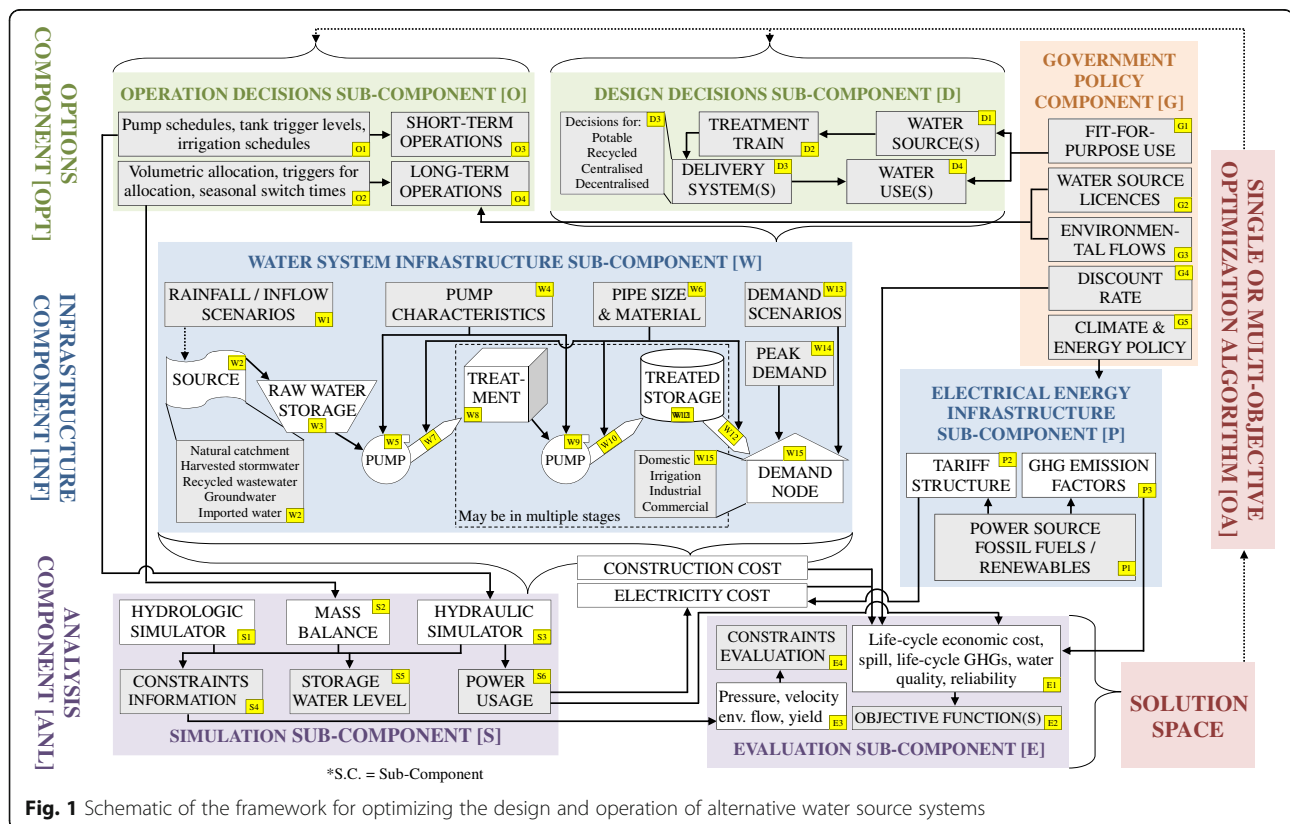 OPTIONS
COMPONENT [OPT]
OPERATION DECISIONS SUB-COMPONENT [O]
Pump schedules, tank trigger levels,
irrigation schedules
O1
SHORT-TERM
OPERATIONS
O3
Volumetric allocation, triggers for
allocation, seasonal switch times
O2
LONG-TERM
OPERATIONS
O4
DESIGN DECISIONS SUB-COMPONENT [D]
Decisions for:
D3
Potable
Recycled
Centralised
Decentralised
TREATMENT
TRAIN
D2
WATER
SOURCE(S)
D1
DELIVERY
SYSTEM(S)
D3
WATER
USE(S)
D4
GOVERNMENT
POLICY
COMPONENT [G]
FIT-FOR-
PURPOSE USE
G1
WATER SOURCE
LICENCES
G2
ENVIRONMEN-
TAL FLOWS
G3
DISCOUNT
RATE
G4
CLIMATE &
ENERGY POLICY
G5
SINGLE OR MULTI-OBJECTIVE
OPTIMIZATION ALGORITHM [OA]
INFRASTRUCTURE
COMPONENT [INF]
WATER SYSTEM INFRASTRUCTURE SUB-COMPONENT [W]
RAINFALL / INFLOW
SCENARIOS
W1
PUMP
CHARACTERISTICS
W4
PIPE SIZE
& MATERIAL
W6
DEMAND
SCENARIOS
W13
W2
SOURCE
RAW WATER
STORAGE
W3
W5
PUMP
W7
TREAT-
MENT
W8
W9
PUMP
W10
TREATED
STORAGE
W12
PEAK
DEMAND
W14
W15
DEMAND
NODE
Natural catchment
Harvested stormwater
Recycled wastewater
Groundwater
Imported water
W2
May be in multiple stages
Domestic
W15
Irrigation
Industrial
Commercial
ELECTRICAL ENERGY
INFRASTRUCTURE
SUB-COMPONENT [P]
TARIFF
STRUCTURE
P2
GHG EMISSION
FACTORS
P3
POWER SOURCE
FOSSIL FUELS /
RENEWABLES
P1
ANALYSIS
COMPONENT [ANL]
CONSTRUCTION COST
ELECTRICITY COST
HYDROLOGIC
SIMULATOR
S1
MASS
BALANCE
S2
HYDRAULIC
SIMULATOR
S3
CONSTRAINTS
INFORMATION
S4
STORAGE
WATER LEVEL
S5
POWER
USAGE
S6
SIMULATION SUB-COMPONENT [S]
CONSTRAINTS
EVALUATION
E4
Pressure, velocity
env. flow, yield
E3
Life-cycle economic cost,
spill, life-cycle GHGs, water
quality, reliability
E1
OBJECTIVE FUNCTION(S)
E2
EVALUATION SUB-COMPONENT [E]
SOLUTION
SPACE
*S.C. = Sub-Component
Fig. 1 Schematic of the framework for optimizing the design and operation of alternative water source systems